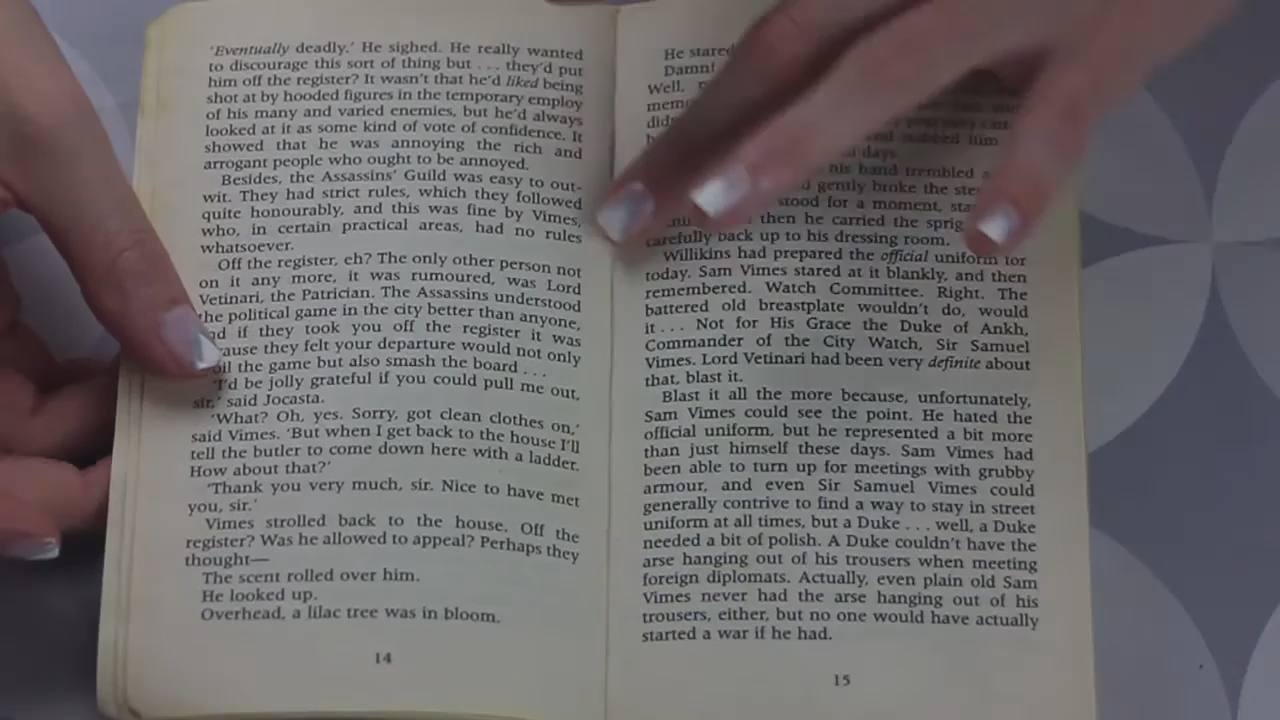 'Eventually deadly.' He sighed. He really wanted
to discourage this sort of thing but . . . they'd put
him off the register? It wasn't that he'd liked being
shot at by hooded figures in the temporary employ
of his many and varied enemies, but he'd always
looked at it as some kind of vote of confidence. It
showed that he was annoying the rich and
arrogant people who ought to be annoyed.
Besides, the Assassins' Guild was easy to out-
wit. They had strict rules, which they followed
quite honourably, and this was fine by Vimes,
who, in certain practical areas, had no rules
whatsoever.
Off the register, eh? The only other person not
on it any more, it was rumoured, was Lord
Vetinari, the Patrician. The Assassins understood
the political game in the city better than anyone,
if they took you off the register it was
they felt your departure would not only
the game but also smash the board . . .
'I'd be jolly grateful if you could pull me out,
sir,' said Jocasta.
'What? Oh, yes. Sorry, got clean clothes on,'
said Vimes. 'But when I get back to the house I'll
tell the butler to come down here with a ladder.
How about that?'
'Thank you very much, sir. Nice to have met
you, sir.'
Vimes strolled back to the house. Off the
register? Was he allowed to appeal? Perhaps they
thought—
The scent rolled over him.
He looked up.
Overhead, a lilac tree was in bloom.
14
He stared
Damn!
Well.
him
days.
his hand trembled
gently broke the
stood for a moment,
then he carried the sprig
carefully back up to his dressing room.
Willikins had prepared the official uniform for
today. Sam Vimes stared at it blankly, and then
remembered. Watch Committee. Right. The
battered old breastplate wouldn't do, would
it . . . Not for His Grace the Duke of Ankh,
Commander of the City Watch, Sir Samuel
Vimes. Lord Vetinari had been very definite about
that, blast it.
Blast it all the more because, unfortunately,
Sam Vimes could see the point. He hated the
official uniform, but he represented a bit more
than just himself these days. Sam Vimes had
been able to turn up for meetings with grubby
armour, and even Sir Samuel Vimes could
generally contrive to find a way to stay in street
uniform at all times, but a Duke . . . well, a Duke
needed a bit of polish. A Duke couldn't have the
arse hanging out of his trousers when meeting
foreign diplomats. Actually, even plain old Sam
Vimes never had the arse hanging out of his
trousers, either, but no one would have actually
started a war if he had.
15